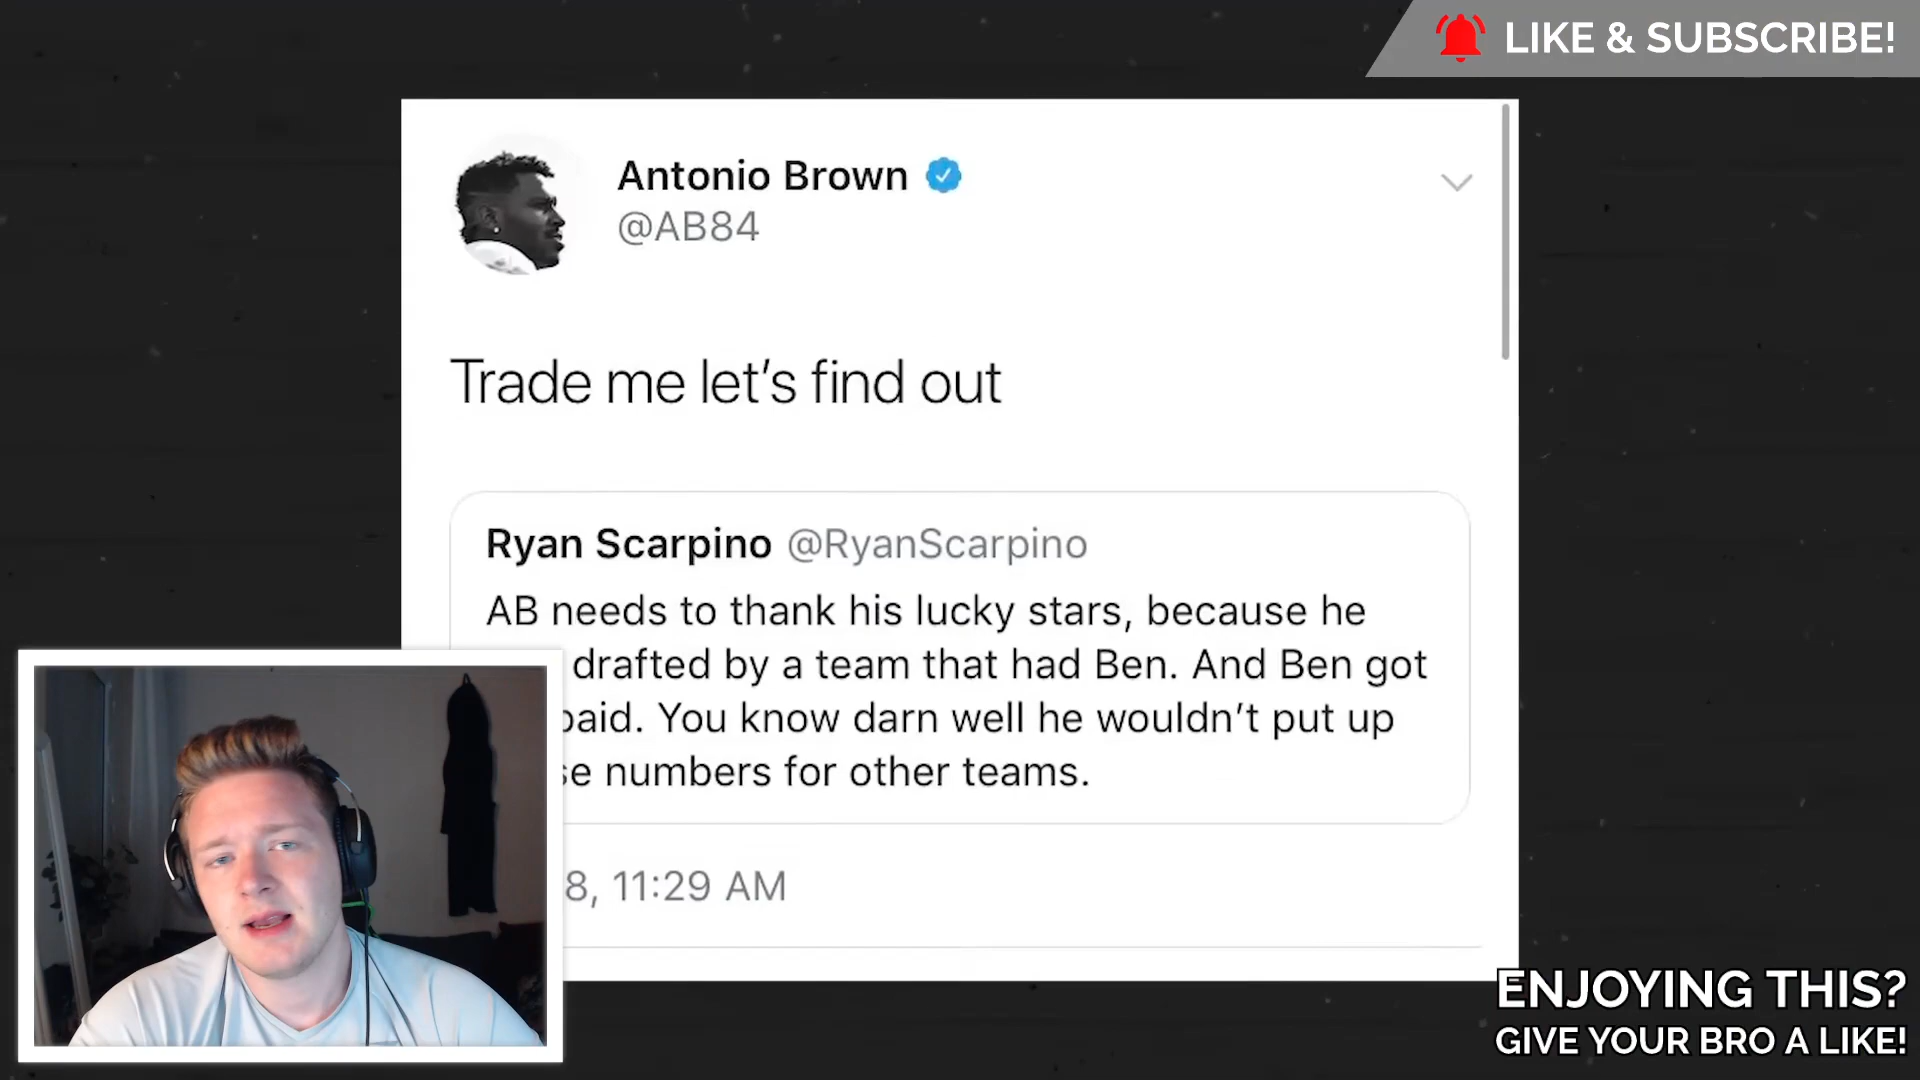 LIKE & SUBSCRIBE!
Antonio Brown
@AB84
Trade me let's find out
Ryan Scarpino @RyanScarpino
AB needs to thank his lucky stars, because he
drafted by a team that had Ben. And Ben got
paid. You know darn well he wouldn't put up
numbers for other teams.
8, 11:29 AM
ENJOYING THIS?
GIVE YOUR BRO A LIKE!